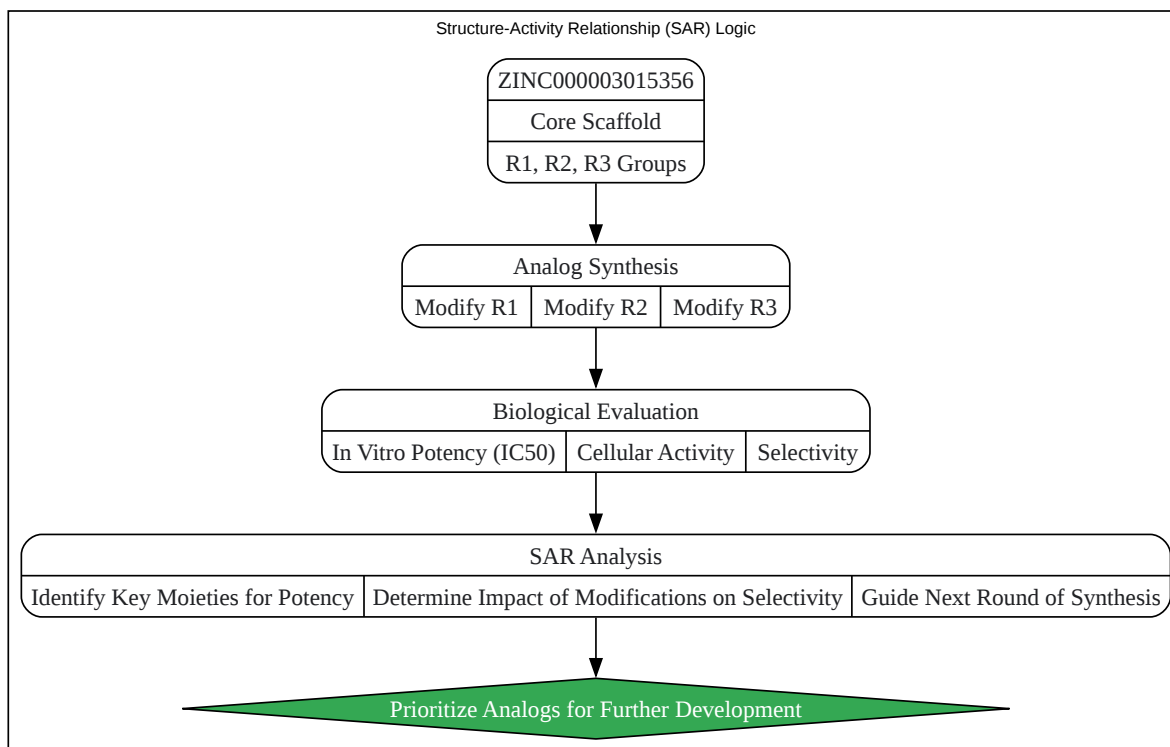 Structure-Activity Relationship (SAR) Logic
ZINC000003015356
Core Scaffold
R1, R2, R3 Groups
Analog Synthesis
Modify R1
Modify R2
Modify R3
Biological Evaluation
In Vitro Potency (IC50)
Cellular Activity
Selectivity
SAR Analysis
Identify Key Moieties for Potency
Determine Impact of Modifications on Selectivity
Guide Next Round of Synthesis
Prioritize Analogs for Further Development